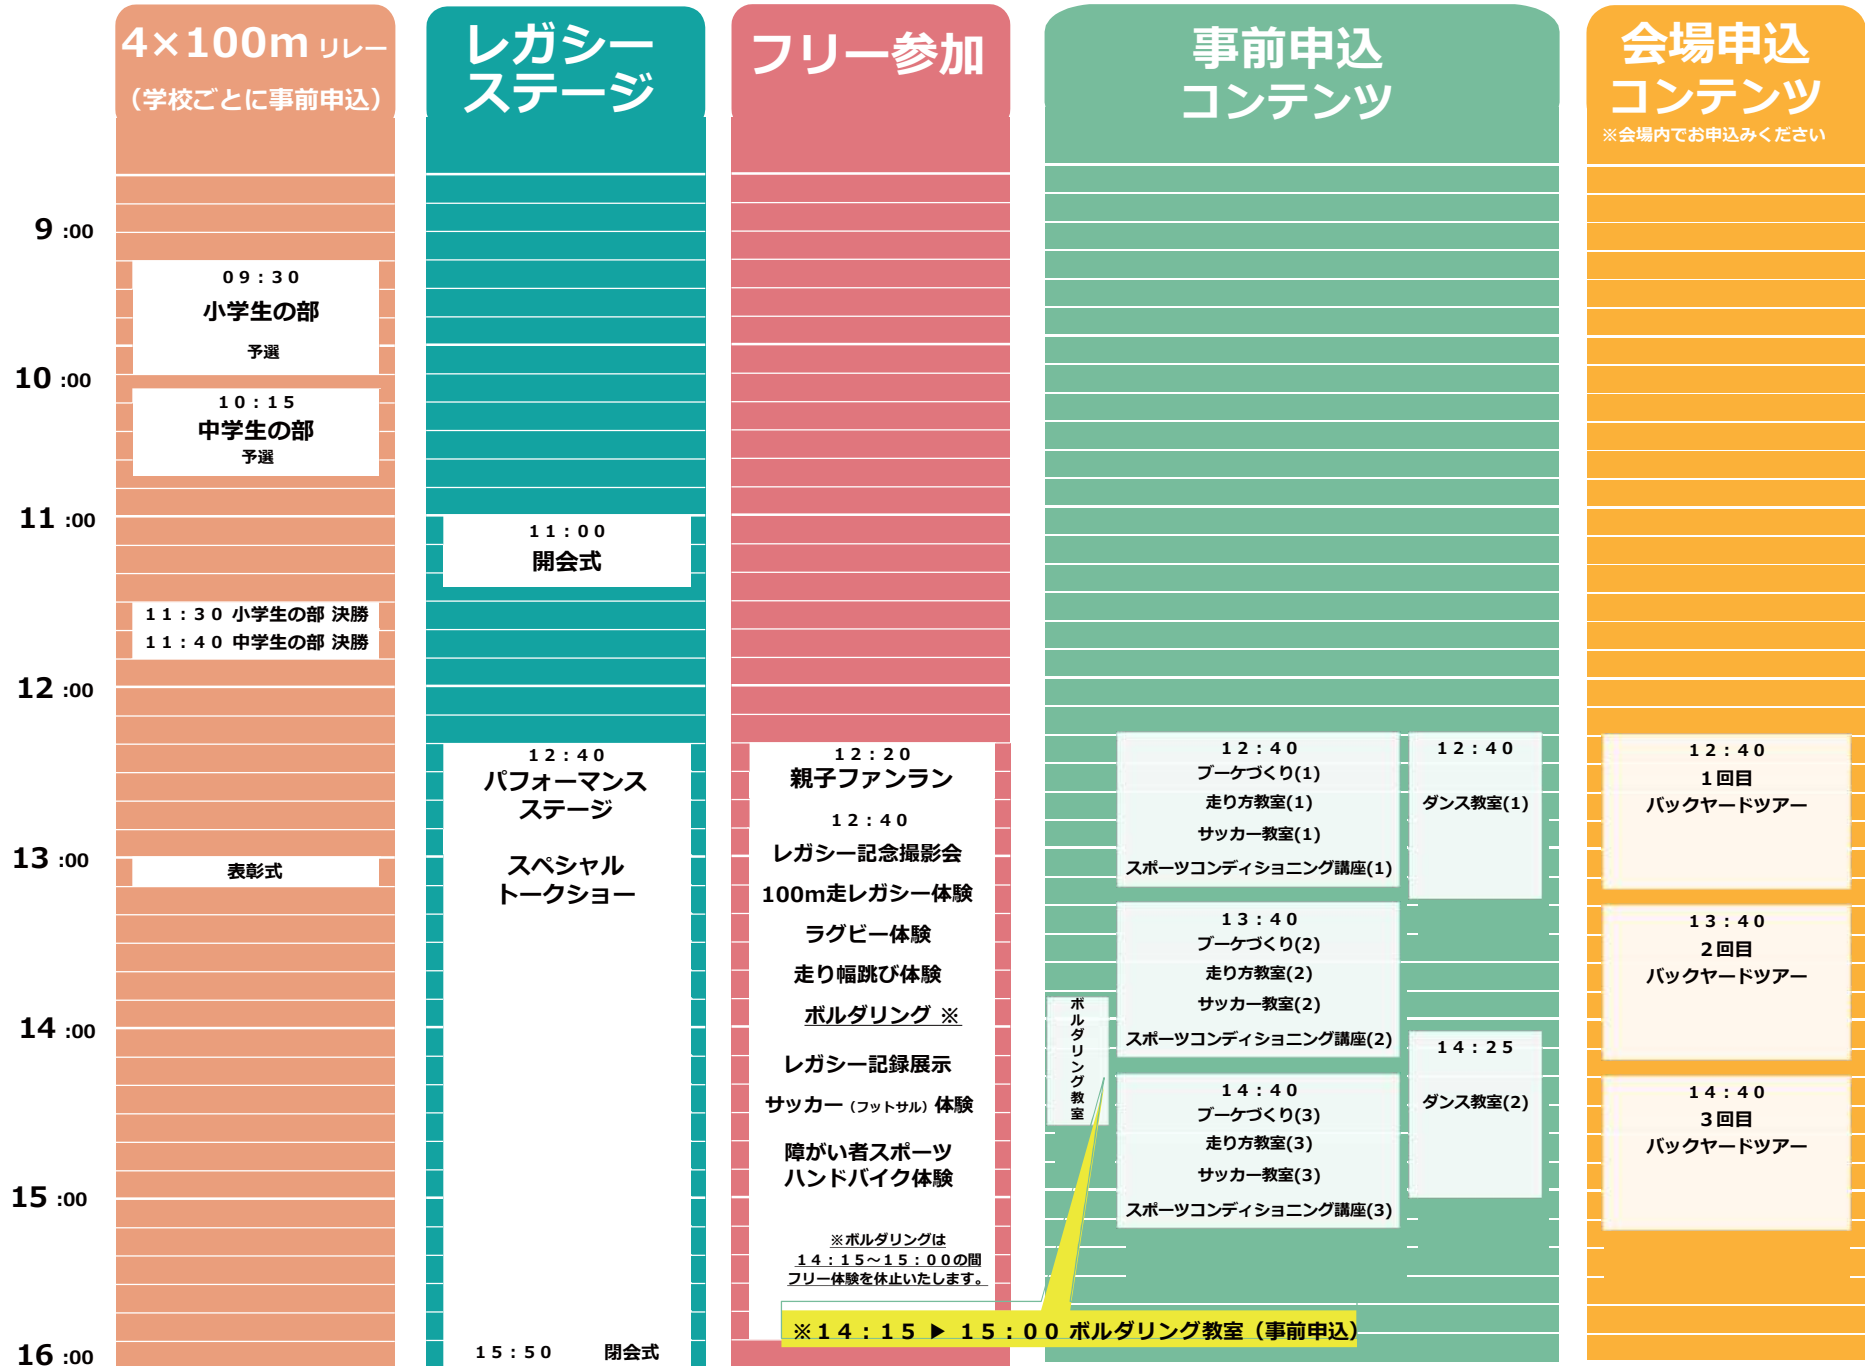 4×100m リレー
（学校ごとに事前申込）
レガシー
ステージ
フリー参加
事前申込
コンテンツ
会場申込
コンテンツ
※会場内でお申込みください
9 :00
10 :00
11 :00
12 :00
13 :00
14 :00
15 :00
16 :00
０９：３０
小学生の部
予選
１０：１５
中学生の部
予選
１１：３０ 小学生の部 決勝
１１：４０ 中学生の部 決勝
表彰式
１１：００
開会式
１２：４０
パフォーマンス
ステージ
スペシャル
トークショー
１５：５０ 閉会式
１２：２０
親子ファンラン
１２：４０
レガシー記念撮影会
100m走レガシー体験
ラグビー体験
走り幅跳び体験
ボルダリング ※
レガシー記録展示
サッカー（フットサル）体験
障がい者スポーツ
ハンドバイク体験
※ボルダリングは
１４：１５～１５：００の間
フリー体験を休止いたします。
ボルダリング教室
１２：４０
ブーケづくり(1)
走り方教室(1)
サッカー教室(1)
スポーツコンディショニング講座(1)
１３：４０
ブーケづくり(2)
走り方教室(2)
サッカー教室(2)
スポーツコンディショニング講座(2)
１４：４０
ブーケづくり(3)
走り方教室(3)
サッカー教室(3)
スポーツコンディショニング講座(3)
１２：４０
ダンス教室(1)
１４：２５
ダンス教室(2)
※１４：１５ ▶ １５：００ ボルダリング教室（事前申込）
１２：４０
１回目
バックヤードツアー
１３：４０
２回目
バックヤードツアー
１４：４０
３回目
バックヤードツアー